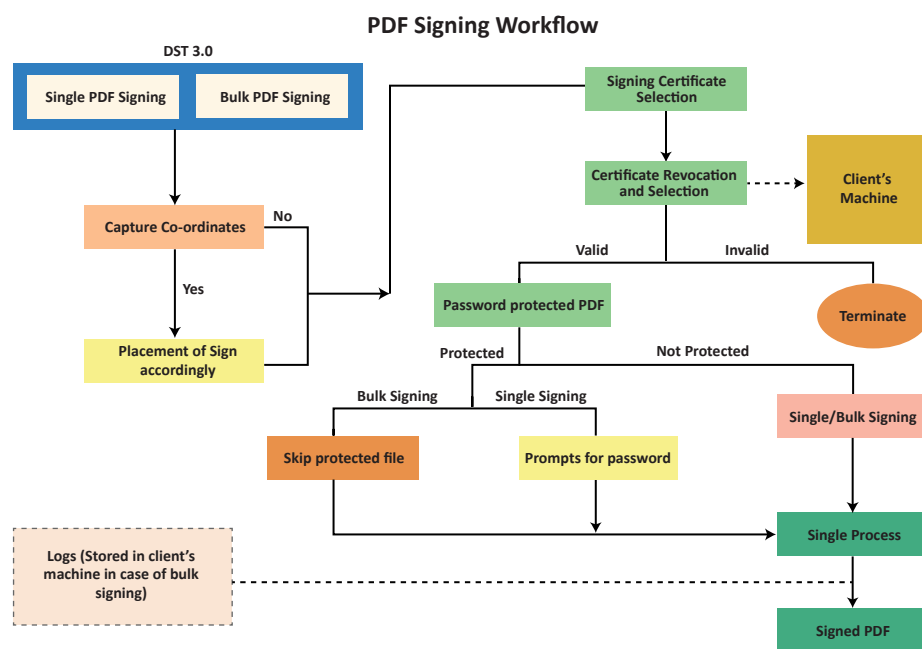 PDF Signing Workflow
DST 3.0
Single PDF Signing
Bulk PDF Signing
Signing Certificate
Selection
Certificate Revocation
and Selection
Client's
Machine
Capture Co-ordinates
No
Yes
Placement of Sign
accordingly
Valid
Invalid
Password protected PDF
Terminate
Protected
Not Protected
Bulk Signing
Single Signing
Single/Bulk Signing
Skip protected file
Prompts for password
Single Process
Logs (Stored in client's
machine in case of bulk
signing)
Signed PDF